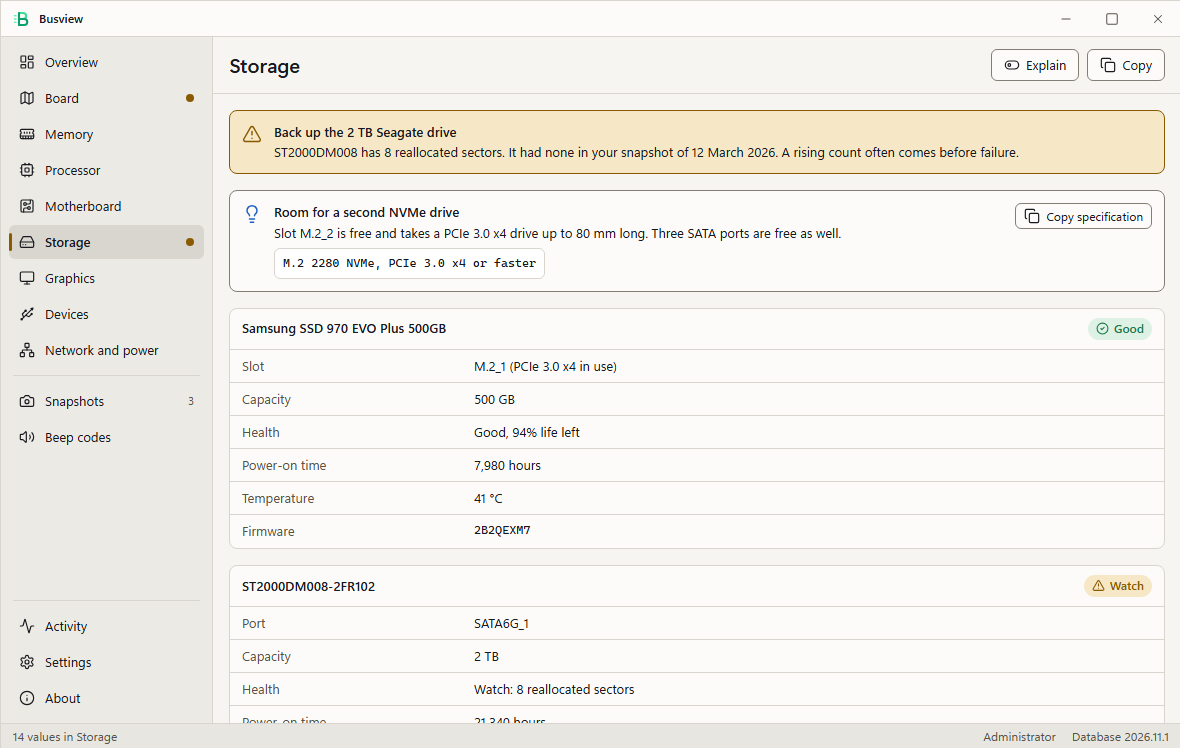 Busview
Overview
Board
Memory
Processor
Motherboard
Storage
Graphics
Devices
Network and power
Snapshots 3
Beep codes
Activity
Settings
About
Storage
Explain
Copy
Back up the 2 TB Seagate drive
ST2000DM008 has 8 reallocated sectors. It had none in your snapshot of 12 March 2026. A rising count often comes before failure.
Room for a second NVMe drive
Copy specification
Slot M.2_2 is free and takes a PCIe 3.0 x4 drive up to 80 mm long. Three SATA ports are free as well.
M.2 2280 NVMe, PCIe 3.0 x4 or faster
Samsung SSD 970 EVO Plus 500GB
Good
Slot M.2_1 (PCIe 3.0 x4 in use)
Capacity 500 GB
Health Good, 94% life left
Power-on time 7,980 hours
Temperature 41 °C
Firmware 2B2QEXM7
ST2000DM008-2FR102
Watch
Port SATA6G_1
Capacity 2 TB
Health Watch: 8 reallocated sectors
Power-on time 21,340 hours
14 values in Storage
Administrator
Database 2026.11.1